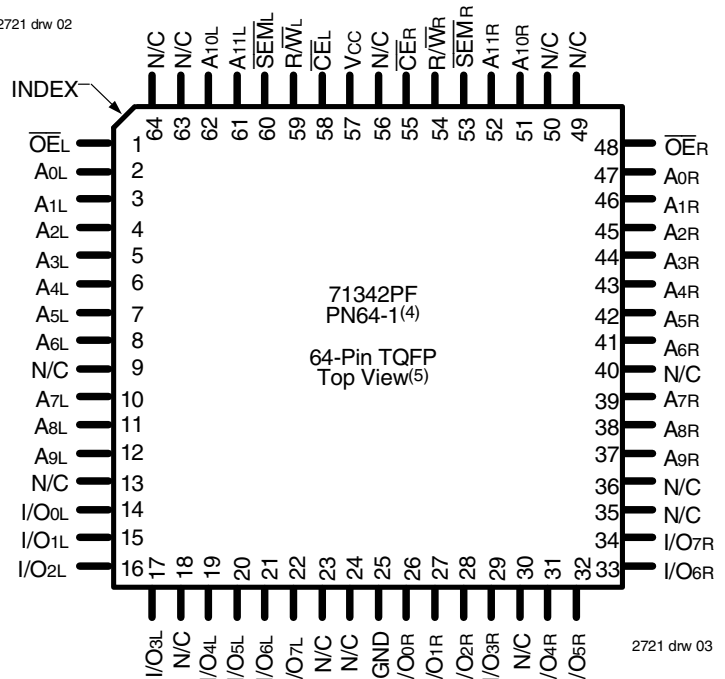 2721 drw 02
INDEX
N/C
N/C
A10L
A11L
SEML
R/WL
CEL
VCC
N/C
CER
R/WR
SEMR
A11R
A10R
N/C
N/C
64
63
62
61
60
59
58
57
56
55
54
53
52
51
50
49
OEL 1
A0L 2
A1L 3
A2L 4
A3L 5
A4L 6
A5L 7
A6L 8
N/C 9
A7L 10
A8L 11
A9L 12
N/C 13
I/O0L 14
I/O1L 15
I/O2L 16
71342PF
PN64-1(4)
64-Pin TQFP
Top View(5)
48 OER
47 A0R
46 A1R
45 A2R
44 A3R
43 A4R
42 A5R
41 A6R
40 N/C
39 A7R
38 A8R
37 A9R
36 N/C
35 N/C
34 I/O7R
33 I/O6R
17
18
19
20
21
22
23
24
25
26
27
28
29
30
31
32
I/O3L
N/C
I/O4L
I/O5L
I/O6L
/O7L
N/C
N/C
GND
/O0R
/O1R
/O2R
I/O3R
N/C
/O4R
/O5R
2721 drw 03